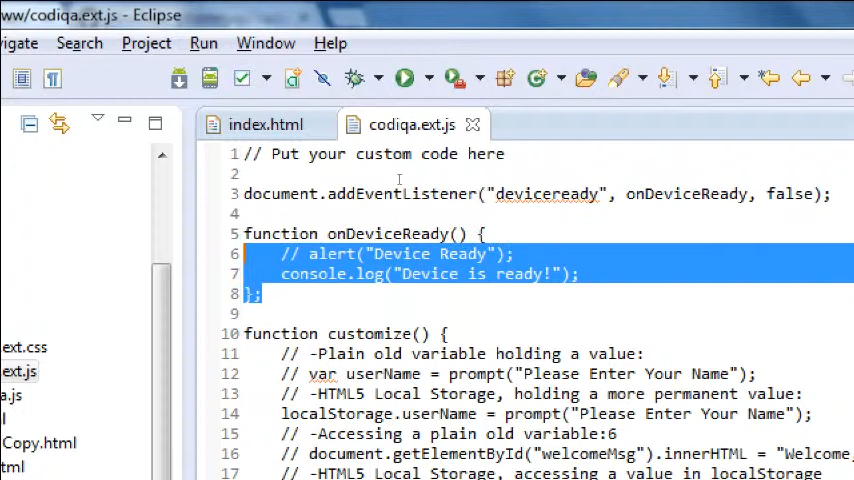 ww/codiqa.ext.js - Eclipse
vigate Search Project Run Window Help
index.html codiqa.ext.js
1 // Put your custom code here
2
3 document.addEventListener("deviceready", onDeviceReady, false);
4
5 function onDeviceReady() {
6 // alert("Device Ready");
7 console.log("Device is ready!");
8 };
9
10 function customize() {
11 // -Plain old variable holding a value:
12 // var userName = prompt("Please Enter Your Name");
13 // -HTML5 Local Storage, holding a more permanent value:
14 localStorage.userName = prompt("Please Enter Your Name");
15 // -Accessing a plain old variable:6
16 // document.getElementById("welcomeMsg").innerHTML = "Welcome,
17 // -HTML5 Local Storage, accessing a value in localStorage
ext.css
ext.js
a.js
l
Copy.html
tml